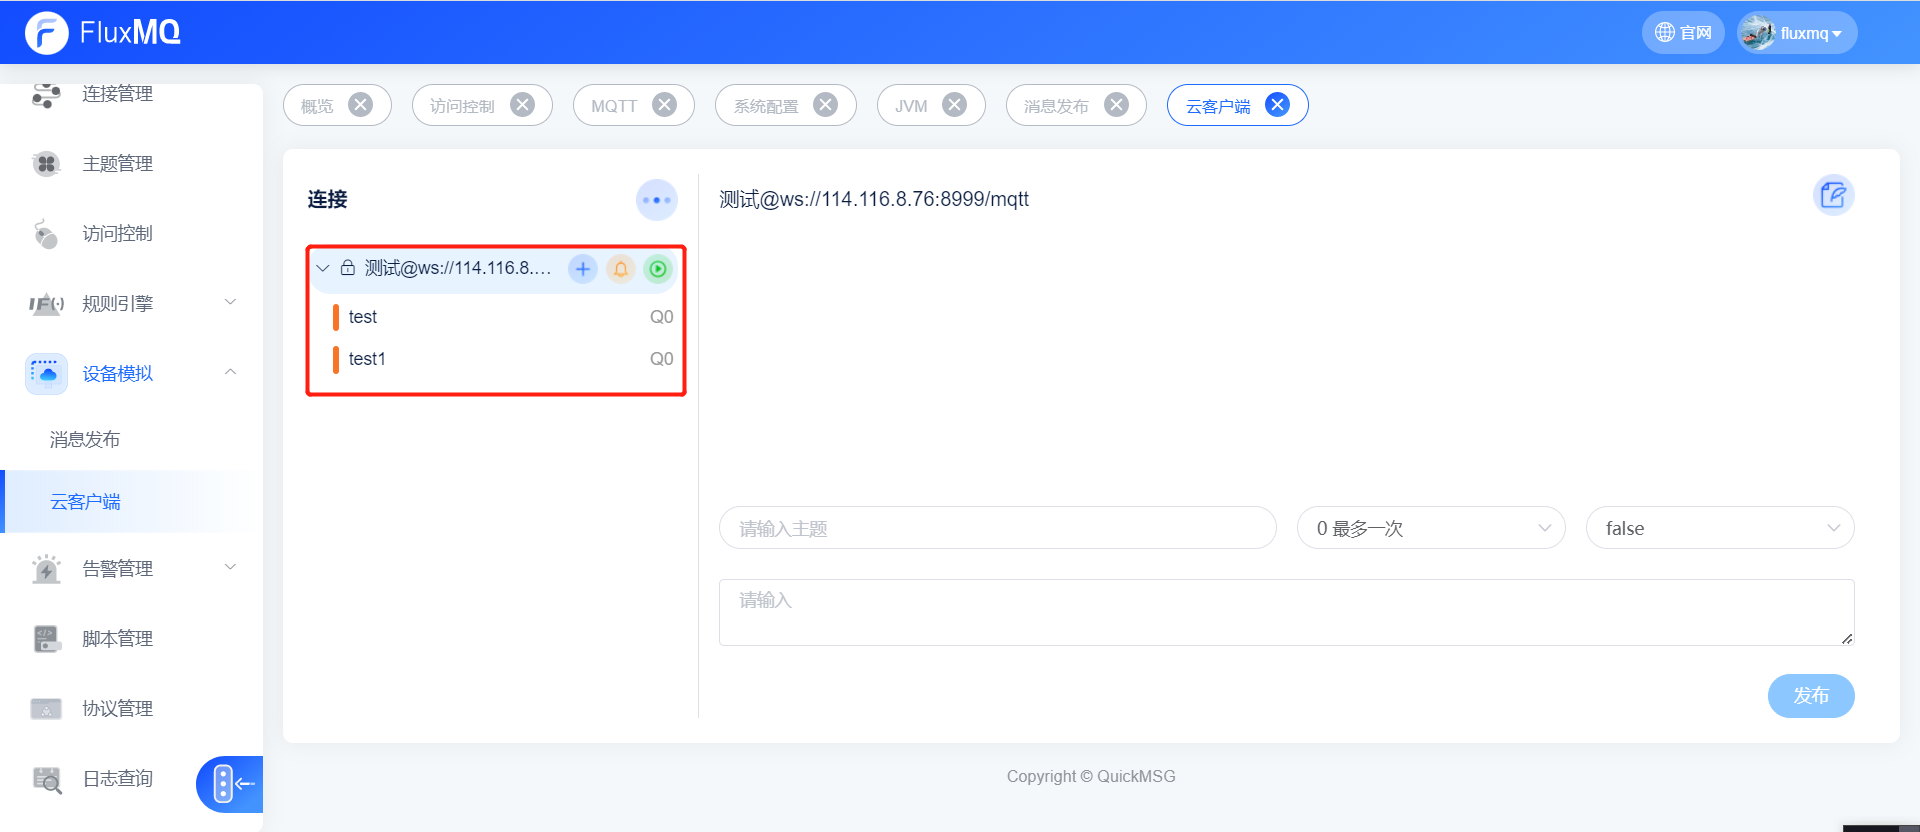 FluxMQ
官网
fluxmq
连接管理
主题管理
访问控制
IF(·)
规则引擎
设备模拟
消息发布
云客户端
告警管理
脚本管理
协议管理
日志查询
概览
访问控制
MQTT
系统配置
JVM
消息发布
云客户端
连接
测试@ws://114.116.8....
test Q0
test1 Q0
测试@ws://114.116.8.76:8999/mqtt
请输入主题
0 最多一次
false
请输入
发布
Copyright © QuickMSG